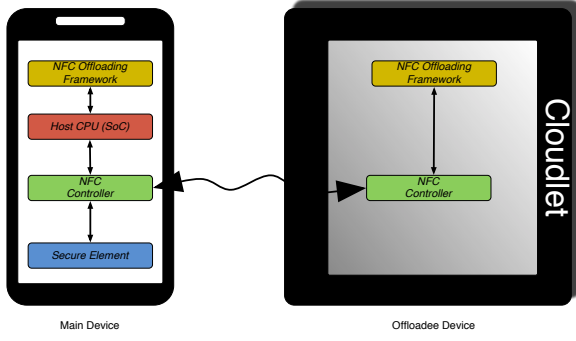 NFC Offloading
Framework
Host CPU (SoC)
NFC
Controller
Secure Element
Main Device
NFC Offloading
Framework
NFC
Controller
Cloudlet
Offloadee Device